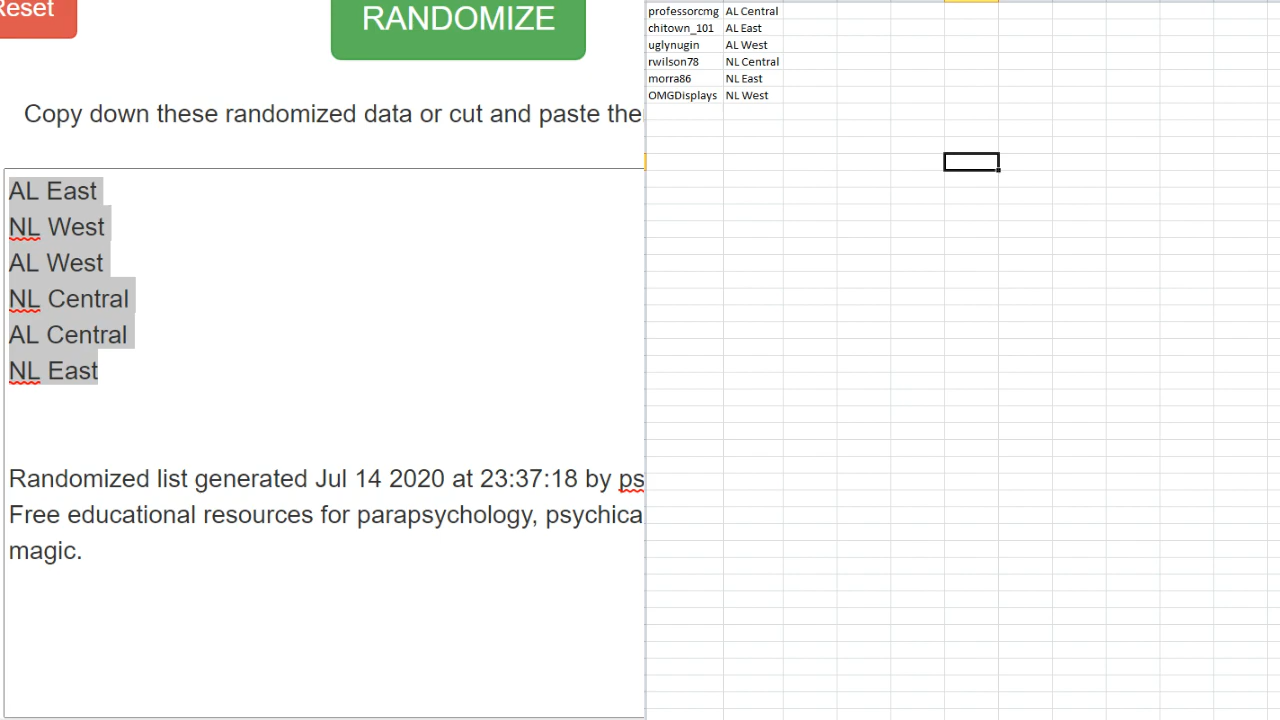 Reset
RANDOMIZE
Copy down these randomized data or cut and paste the
AL East
NL West
AL West
NL Central
AL Central
NL East
Randomized list generated Jul 14 2020 at 23:37:18 by ps
Free educational resources for parapsychology, psychica
magic.
professorcmg AL Central
chitown_101 AL East
uglynugin AL West
rwilson78 NL Central
morra86 NL East
OMGDisplays NL West